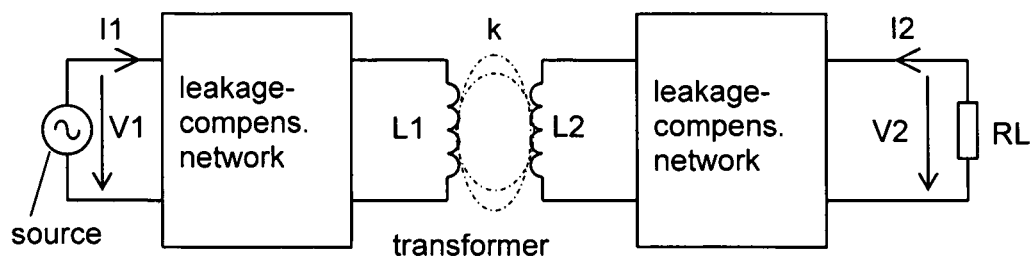 I1
k
I2
leakage-
compens.
network
V1
L1
L2
leakage-
compens.
network
V2
RL
source
transformer